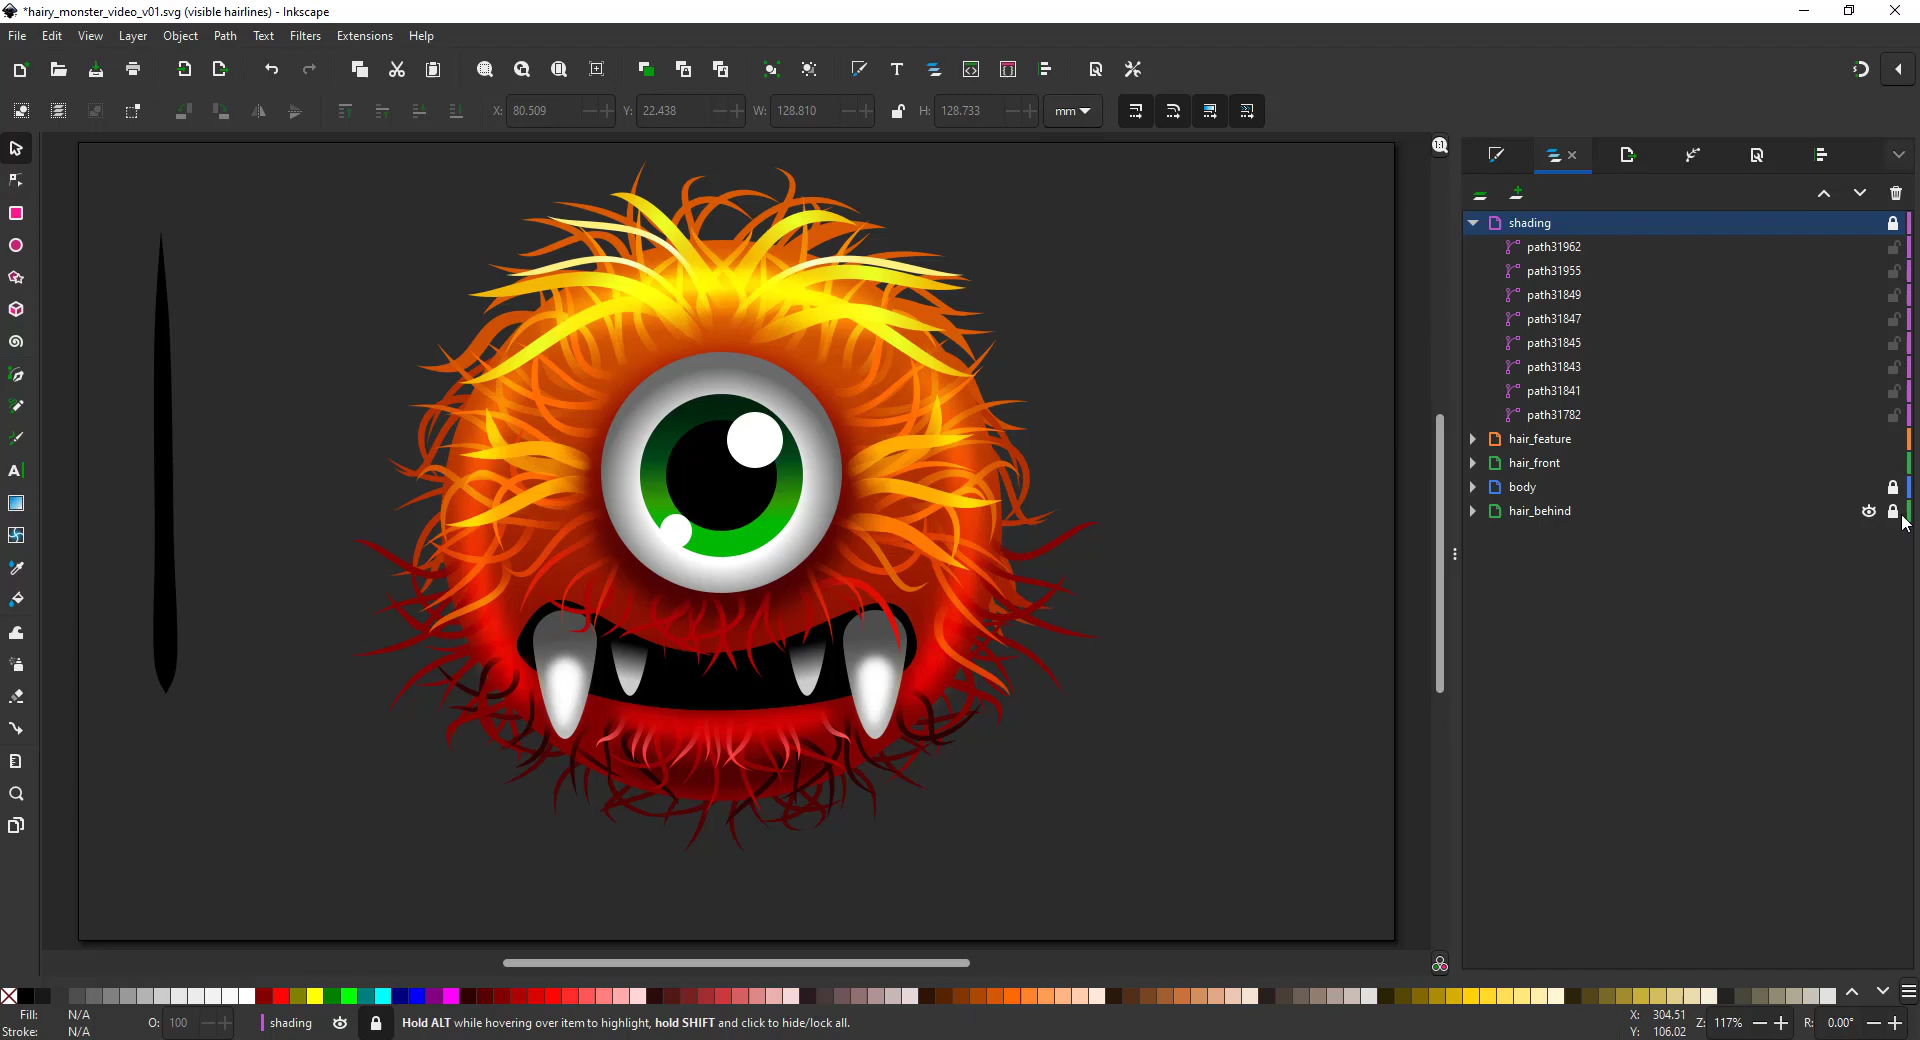 *hairy_monster_video_v01.svg (visible hairlines) - Inkscape
File Edit View Layer Object Path Text Filters Extensions Help
X: 80.509 Y: 22.438 W: 128.810 H: 128.733 mm
1:1
shading
path31962
path31955
path31849
path31847
path31845
path31843
path31841
path31782
hair_feature
hair_front
body
hair_behind
Fill: N/A
Stroke: N/A
O: 100
shading
Hold ALT while hovering over item to highlight, hold SHIFT and click to hide/lock all.
X: 304.51
Y: 106.02
Z: 117%
R: 0.00°